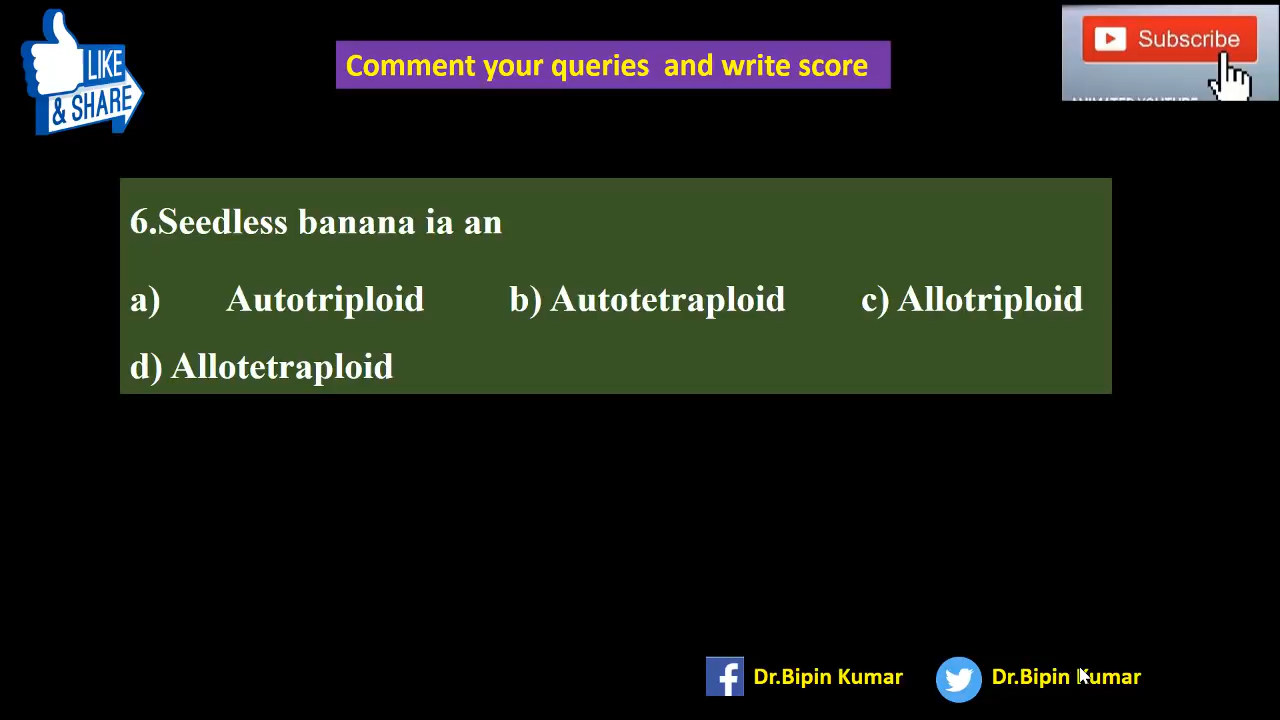 LIKE
& SHARE
Comment your queries and write score
Subscribe
6.Seedless banana ia an
a) Autotriploid b) Autotetraploid c) Allotriploid
d) Allotetraploid
Dr.Bipin Kumar Dr.Bipin Kumar